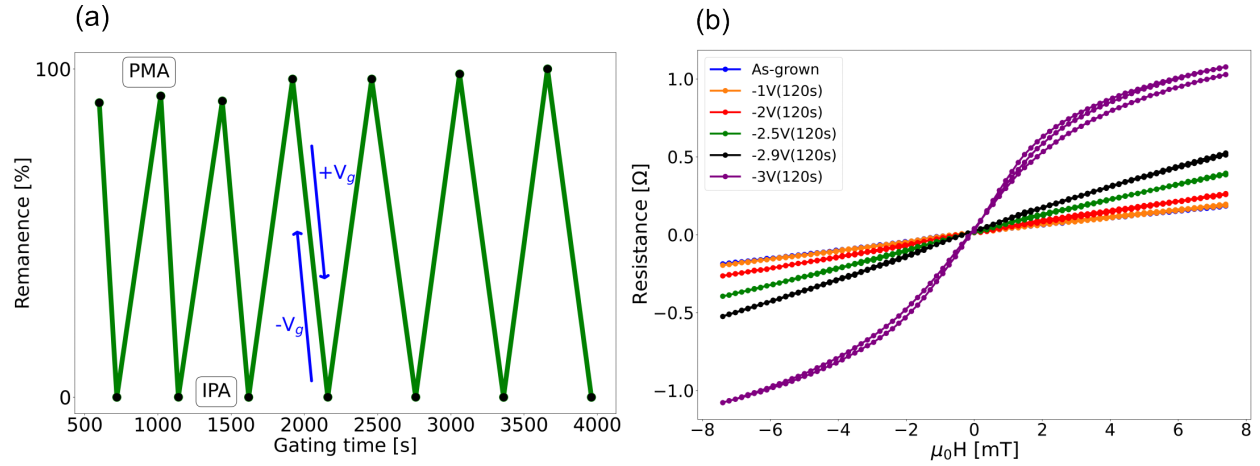 (a)
100
PMA
+V_g
-V_g
IPA
0
Remanence [%]
500 1000 1500 2000 2500 3000 3500 4000
Gating time [s]
(b)
As-grown
-1V(120s)
-2V(120s)
-2.5V(120s)
-2.9V(120s)
-3V(120s)
1.0
0.5
0.0
−0.5
−1.0
Resistance [Ω]
−8 −6 −4 −2 0 2 4 6 8
μ₀H [mT]